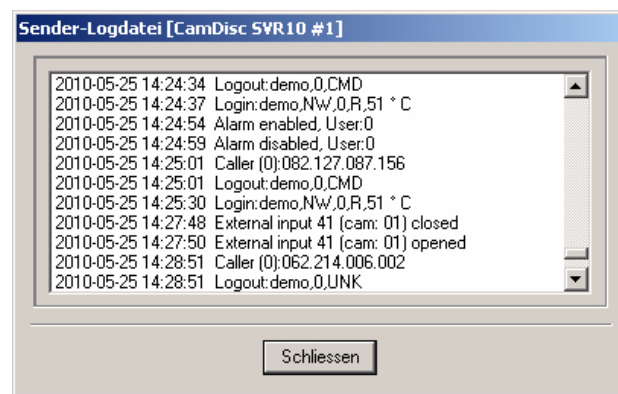 Sender-Logdatei [CamDisc SVR10 #1]
2010-05-25 14:24:34 Logout:demo,0,CMD
2010-05-25 14:24:37 Login:demo,NW,0,R,51 ° C
2010-05-25 14:24:54 Alarm enabled, User:0
2010-05-25 14:24:59 Alarm disabled, User:0
2010-05-25 14:25:01 Caller (0):082.127.087.156
2010-05-25 14:25:01 Logout:demo,0,CMD
2010-05-25 14:25:30 Login:demo,NW,0,R,51 ° C
2010-05-25 14:27:48 External input 41 (cam: 01) closed
2010-05-25 14:27:50 External input 41 (cam: 01) opened
2010-05-25 14:28:51 Caller (0):062.214.006.002
2010-05-25 14:28:51 Logout:demo,0,UNK
Schliessen